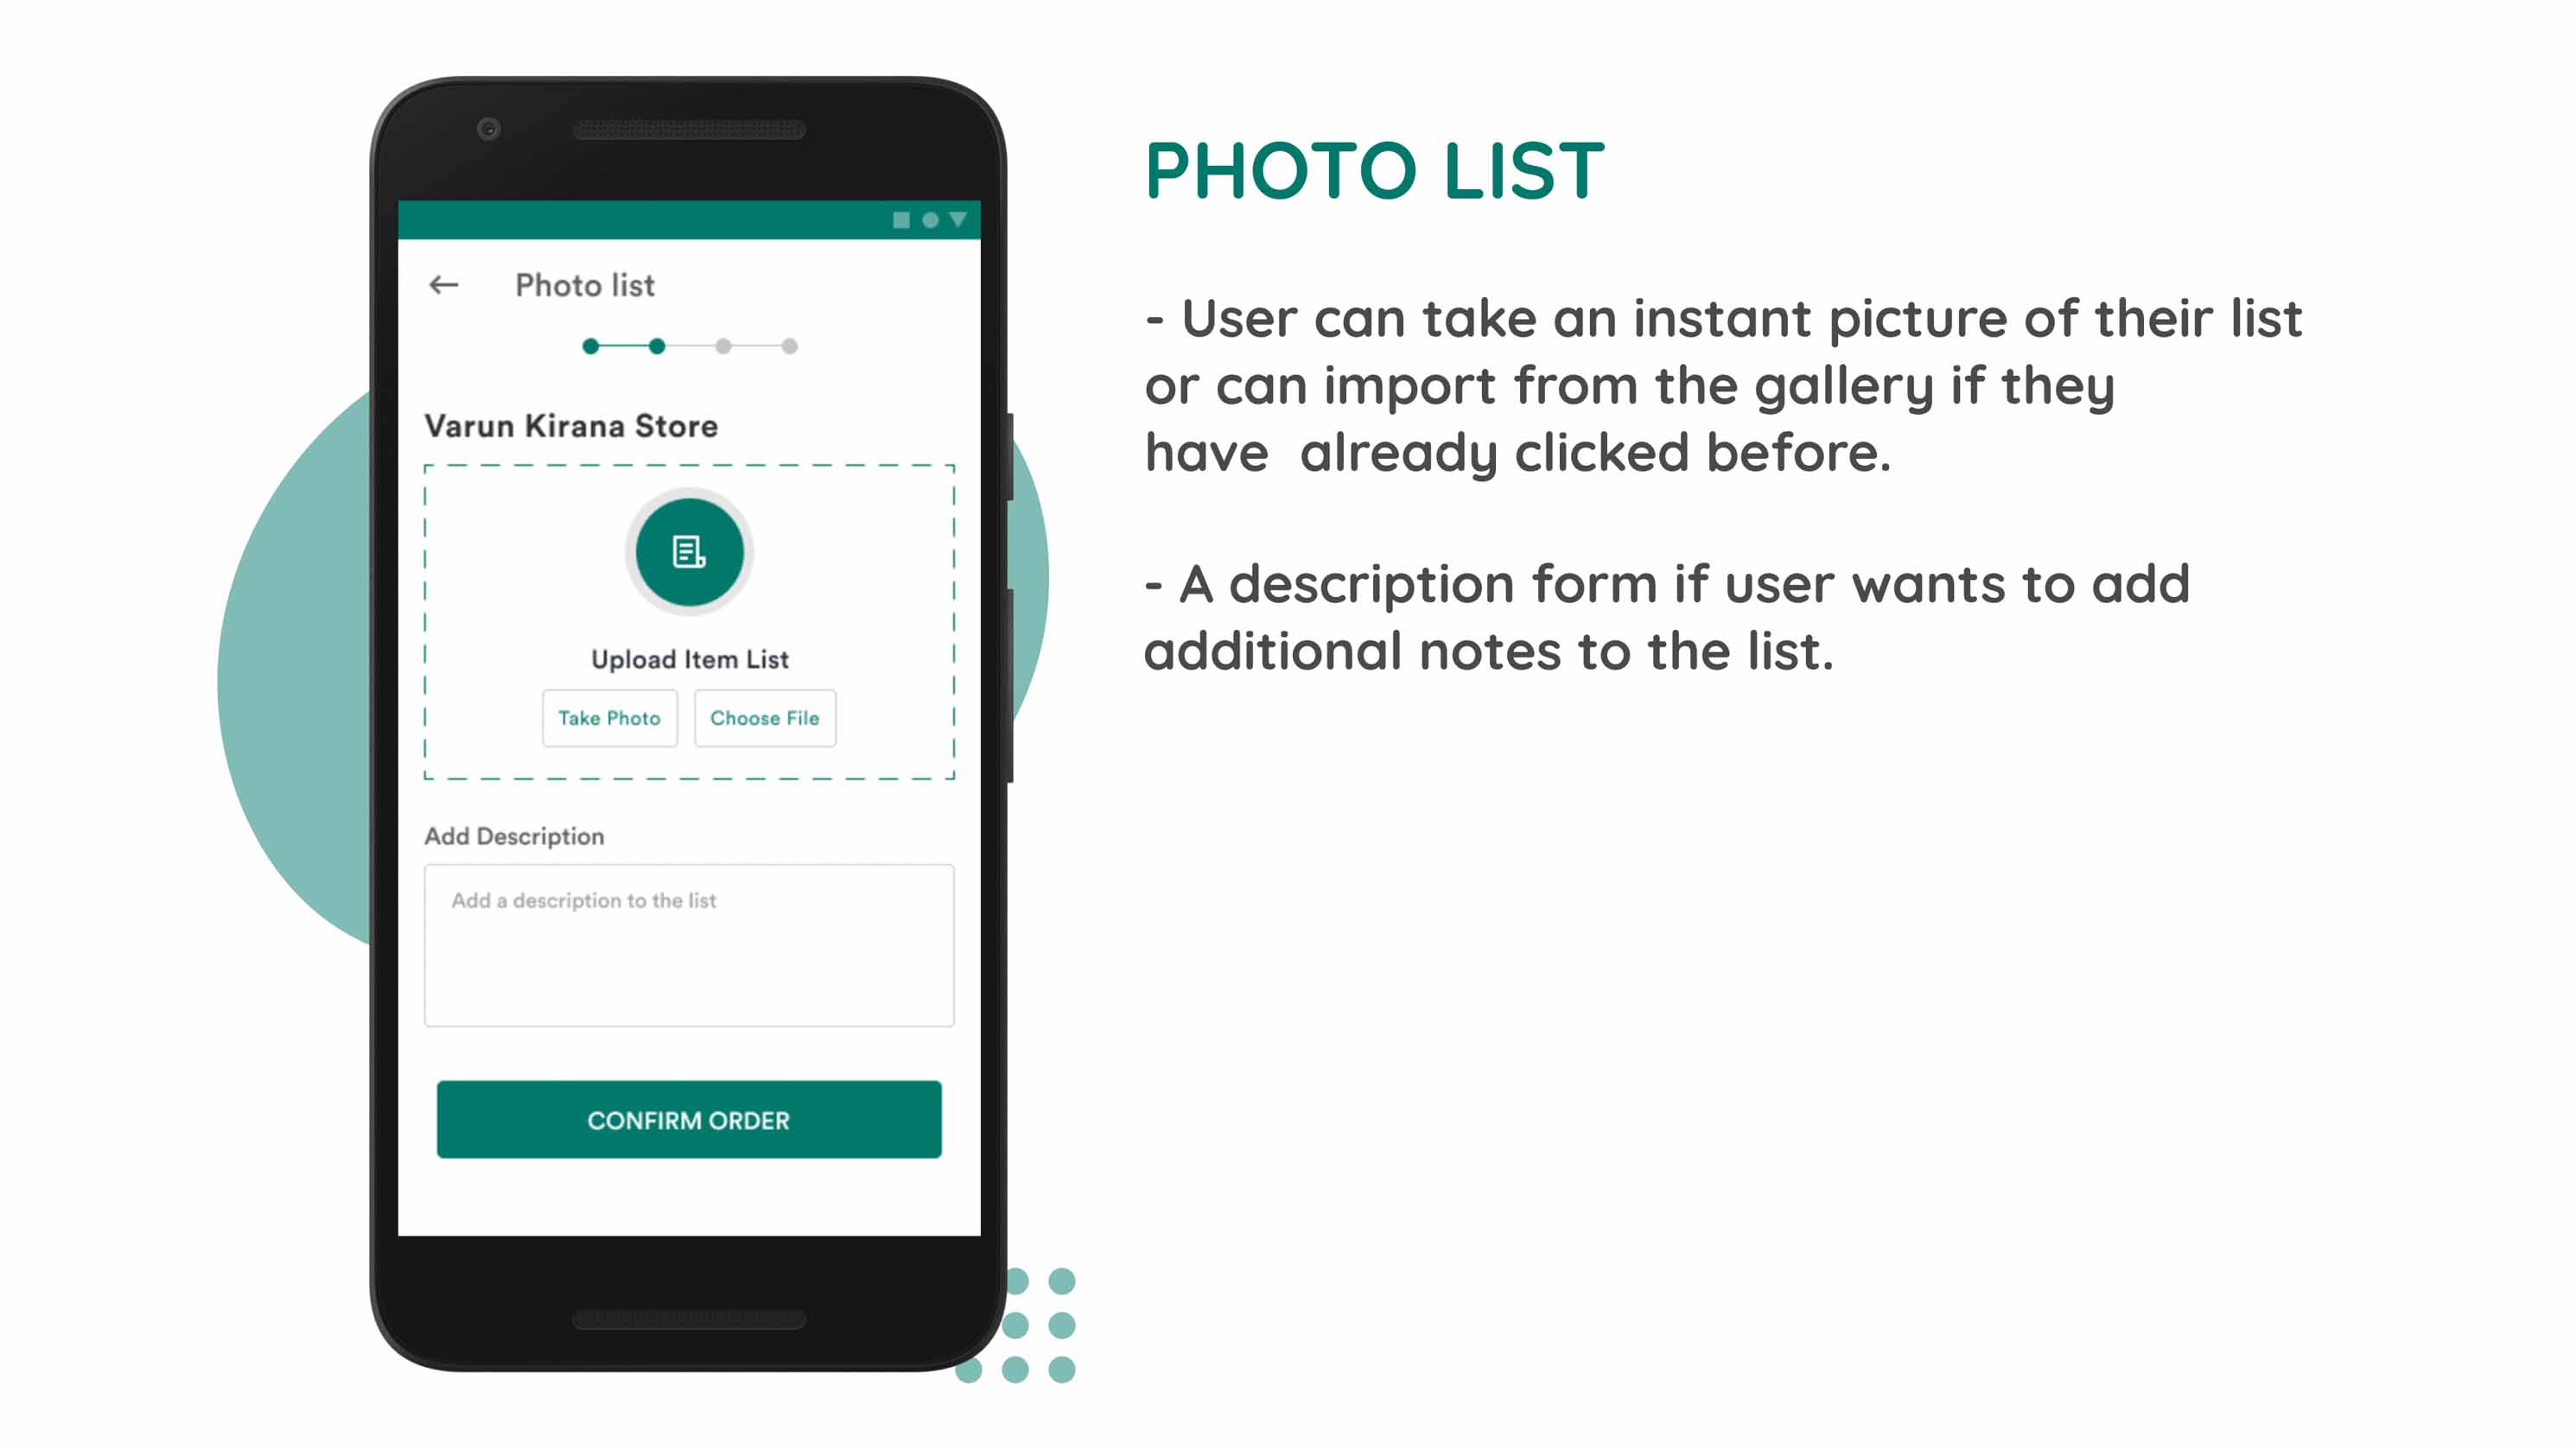 Photo list
Varun Kirana Store
Upload Item List
Take Photo
Choose File
Add Description
Add a description to the list
CONFIRM ORDER
PHOTO LIST
- User can take an instant picture of their list
or can import from the gallery if they
have  already clicked before.
- A description form if user wants to add
additional notes to the list.